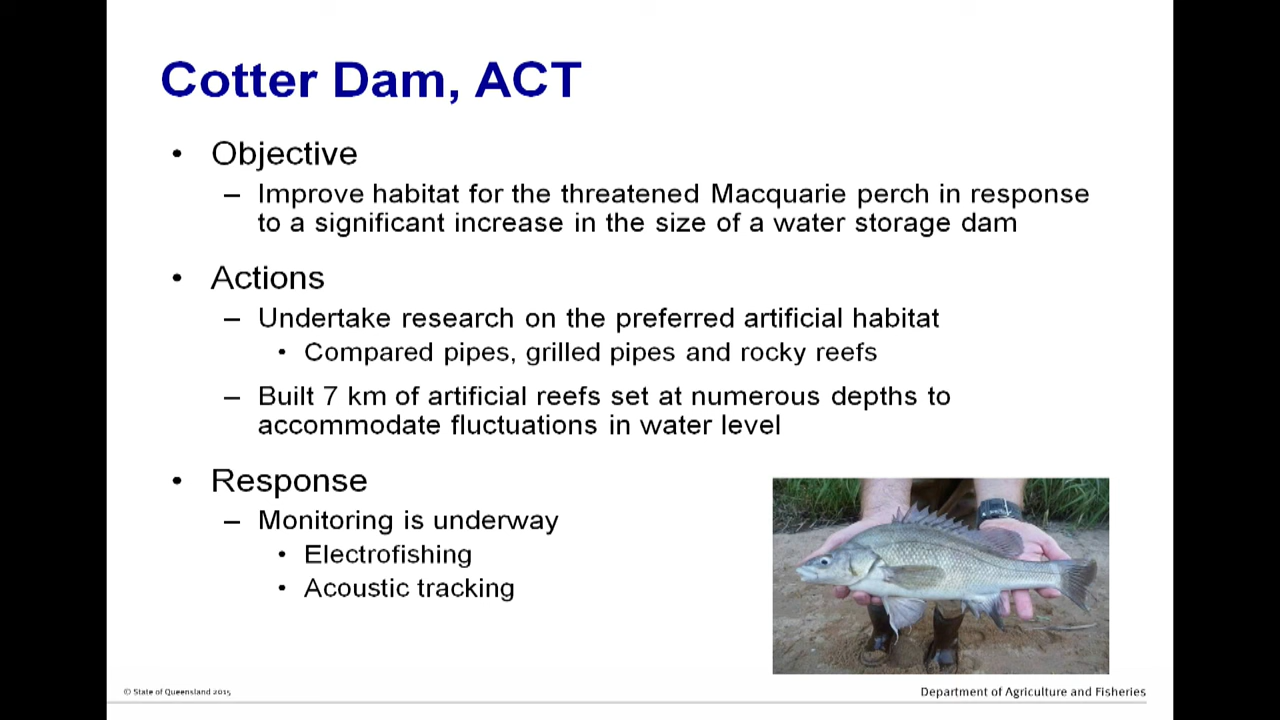 Cotter Dam, ACT
• Objective
– Improve habitat for the threatened Macquarie perch in response
to a significant increase in the size of a water storage dam
• Actions
– Undertake research on the preferred artificial habitat
• Compared pipes, grilled pipes and rocky reefs
– Built 7 km of artificial reefs set at numerous depths to
accommodate fluctuations in water level
• Response
– Monitoring is underway
• Electrofishing
• Acoustic tracking
© State of Queensland 2015
Department of Agriculture and Fisheries